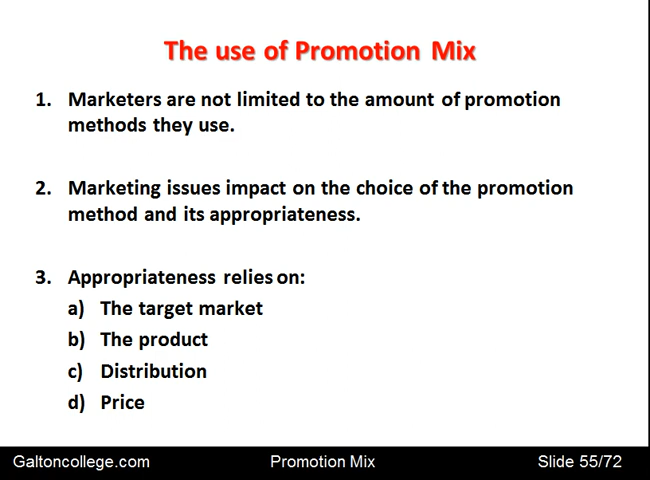 The use of Promotion Mix
1. Marketers are not limited to the amount of promotion
methods they use.
2. Marketing issues impact on the choice of the promotion
method and its appropriateness.
3. Appropriateness relies on:
a) The target market
b) The product
c) Distribution
d) Price
Galtoncollege.com Promotion Mix Slide 55/72